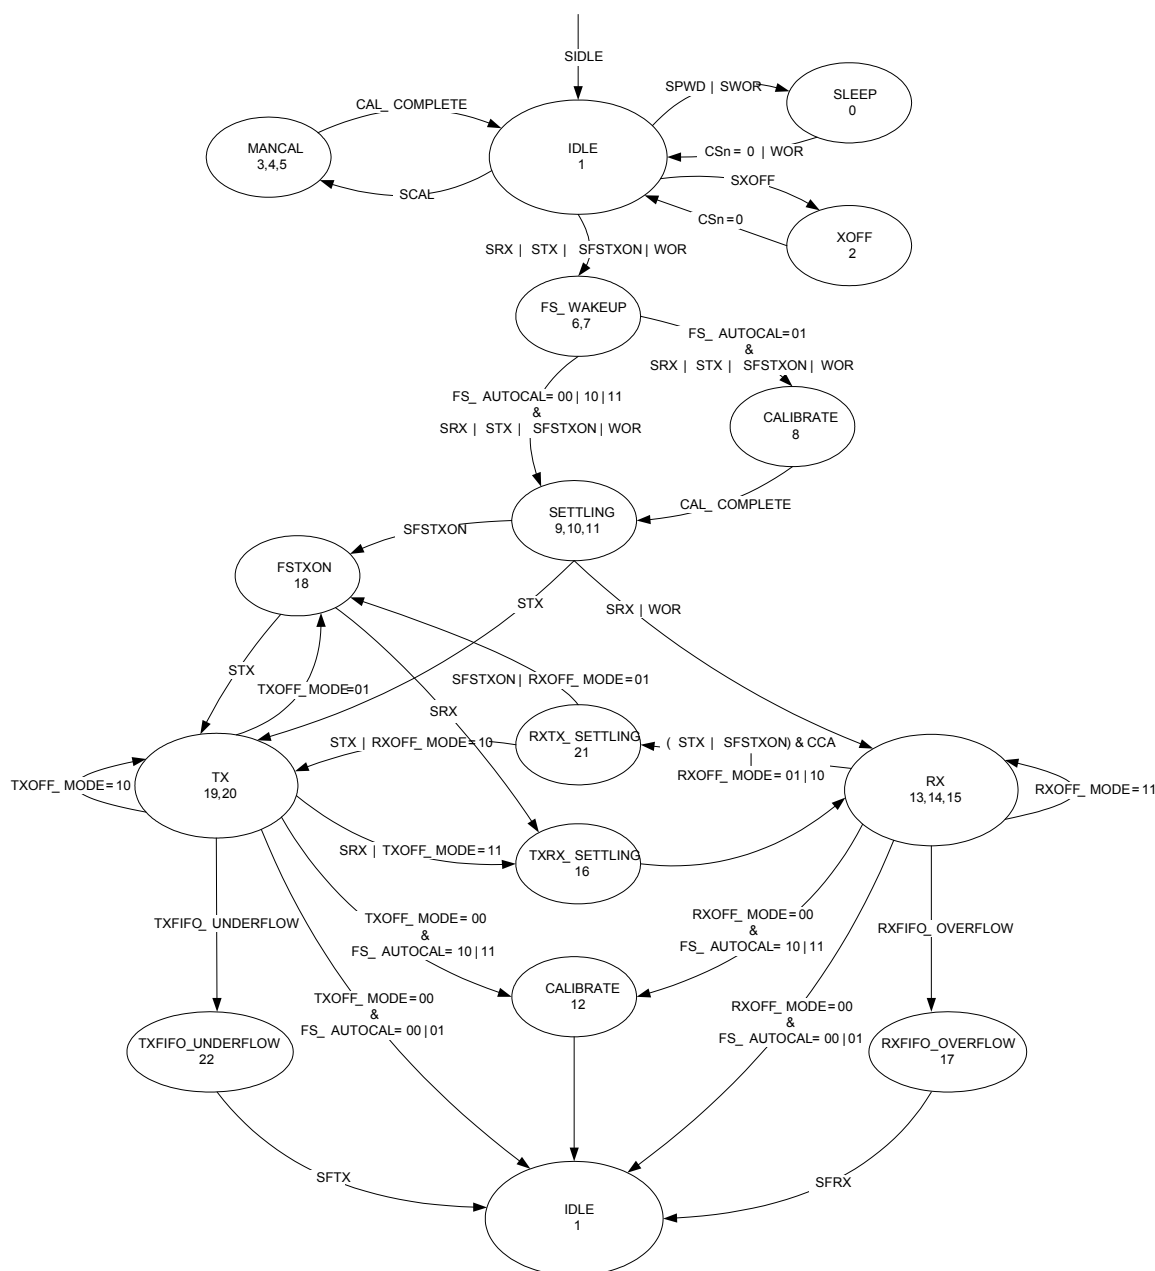 SIDLE
SPWD | SWOR
SLEEP
0
CAL_ COMPLETE
MANCAL
3,4,5
IDLE
1
CSn = 0 | WOR
SXOFF
SCAL
CSn = 0
XOFF
2
SRX | STX | SFSTXON | WOR
FS_ WAKEUP
6,7
FS_ AUTOCAL = 01
&
SRX | STX | SFSTXON | WOR
FS_ AUTOCAL = 00 | 10 | 11
&
SRX | STX | SFSTXON | WOR
CALIBRATE
8
CAL_ COMPLETE
SETTLING
9,10,11
SFSTXON
FSTXON
18
STX
SRX | WOR
STX
TXOFF_ MODE = 01
SFSTXON | RXOFF_ MODE = 01
SRX
STX | RXOFF_ MODE = 10
RXTX_ SETTLING
21
( STX | SFSTXON ) & CCA
|
RXOFF_ MODE = 01 | 10
TXOFF_ MODE = 10
TX
19,20
RX
13,14,15
RXOFF_ MODE = 11
SRX | TXOFF_ MODE = 11
TXRX_ SETTLING
16
TXFIFO_ UNDERFLOW
TXOFF_ MODE = 00
&
FS_ AUTOCAL = 10 | 11
RXOFF_ MODE = 00
&
FS_ AUTOCAL = 10 | 11
RXFIFO_ OVERFLOW
TXOFF_ MODE = 00
&
FS_ AUTOCAL = 00 | 01
CALIBRATE
12
RXOFF_ MODE = 00
&
FS_ AUTOCAL = 00 | 01
TXFIFO_UNDERFLOW
22
RXFIFO_OVERFLOW
17
SFTX
SFRX
IDLE
1